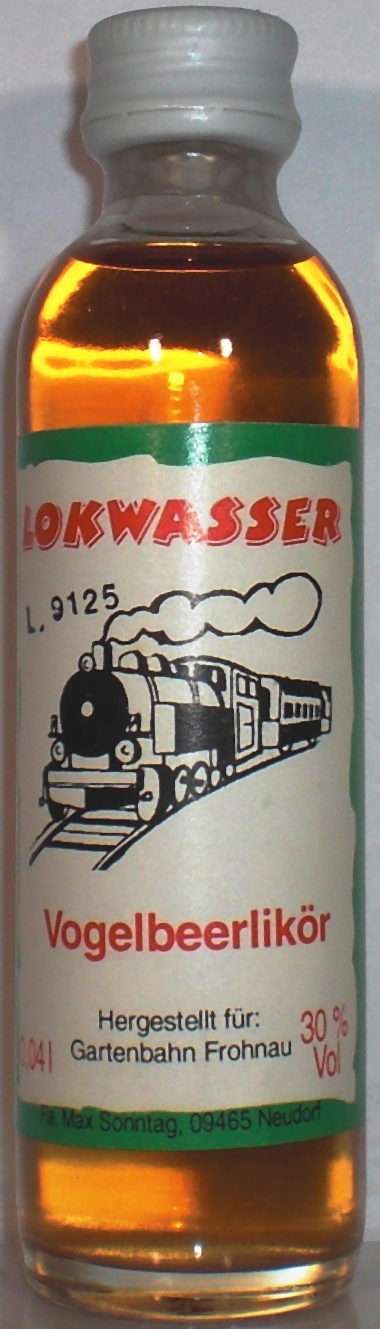 LOKWASSER
L. 9125
Vogelbeerlikör
Hergestellt für:
Gartenbahn Frohnau
0,04l
30 %
Vol
Fa. Max Sonntag, 09465 Neudorf